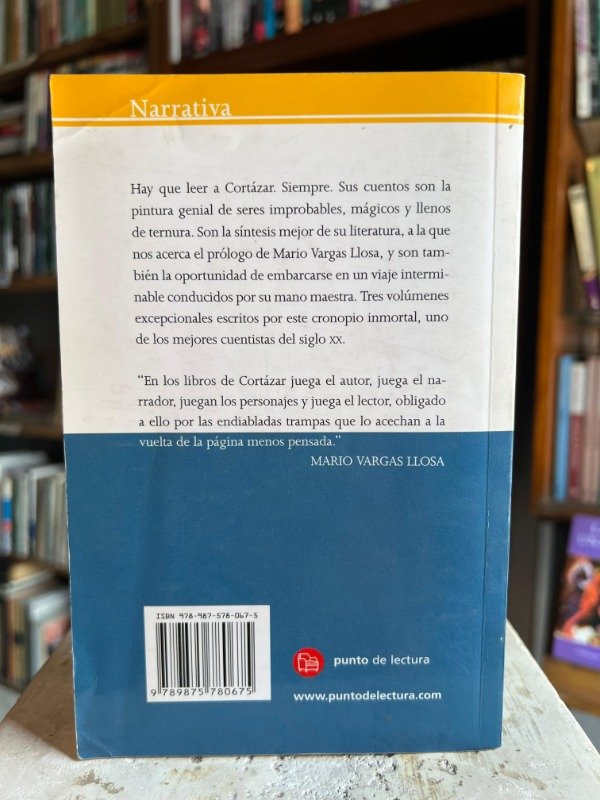 Narrativa
Hay que leer a Cortázar. Siempre. Sus cuentos son la
pintura genial de seres improbables, mágicos y llenos
de ternura. Son la síntesis mejor de su literatura, a la que
nos acerca el prólogo de Mario Vargas Llosa, y son tam-
bién la oportunidad de embarcarse en un viaje intermi-
nable conducidos por su mano maestra. Tres volúmenes
excepcionales escritos por este cronopio inmortal, uno
de los mejores cuentistas del siglo XX.
“En los libros de Cortázar juega el autor, juega el na-
rrador, juegan los personajes y juega el lector, obligado
a ello por las endiabladas trampas que lo acechan a la
vuelta de la página menos pensada.”
MARIO VARGAS LLOSA
ISBN 978-987-578-067-5
9 789875 780675
punto de lectura
www.puntodelectura.com